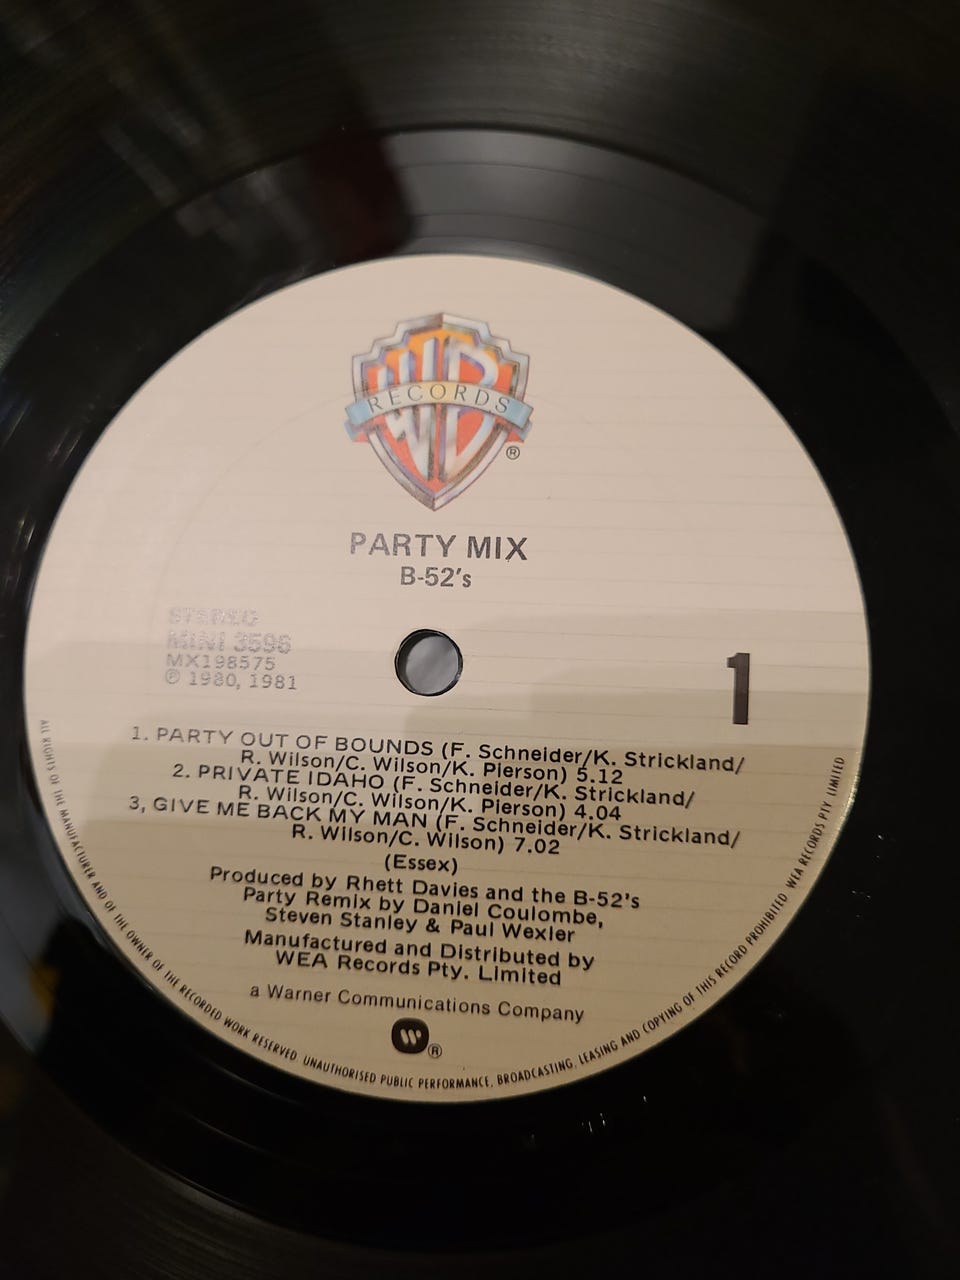 WB
RECORDS
®
PARTY MIX
B-52's
STEREO
MINI 3596
MX198575
℗ 1980, 1981
1
1. PARTY OUT OF BOUNDS (F. Schneider/K. Strickland/
R. Wilson/C. Wilson/K. Pierson) 5.12
2. PRIVATE IDAHO (F. Schneider/K. Strickland/
R. Wilson/C. Wilson/K. Pierson) 4.04
3, GIVE ME BACK MY MAN (F. Schneider/K. Strickland/
R. Wilson/C. Wilson) 7.02
(Essex)
Produced by Rhett Davies and the B-52's
Party Remix by Daniel Coulombe,
Steven Stanley & Paul Wexler
Manufactured and Distributed by
WEA Records Pty. Limited
a Warner Communications Company
®
ALL RIGHTS OF THE MANUFACTURER AND OF THE OWNER OF THE RECORDED WORK RESERVED UNAUTHORISED PUBLIC PERFORMANCE, BROADCASTING, LEASING AND COPYING OF THIS RECORD PROHIBITED WEA RECORDS PTY LIMITED